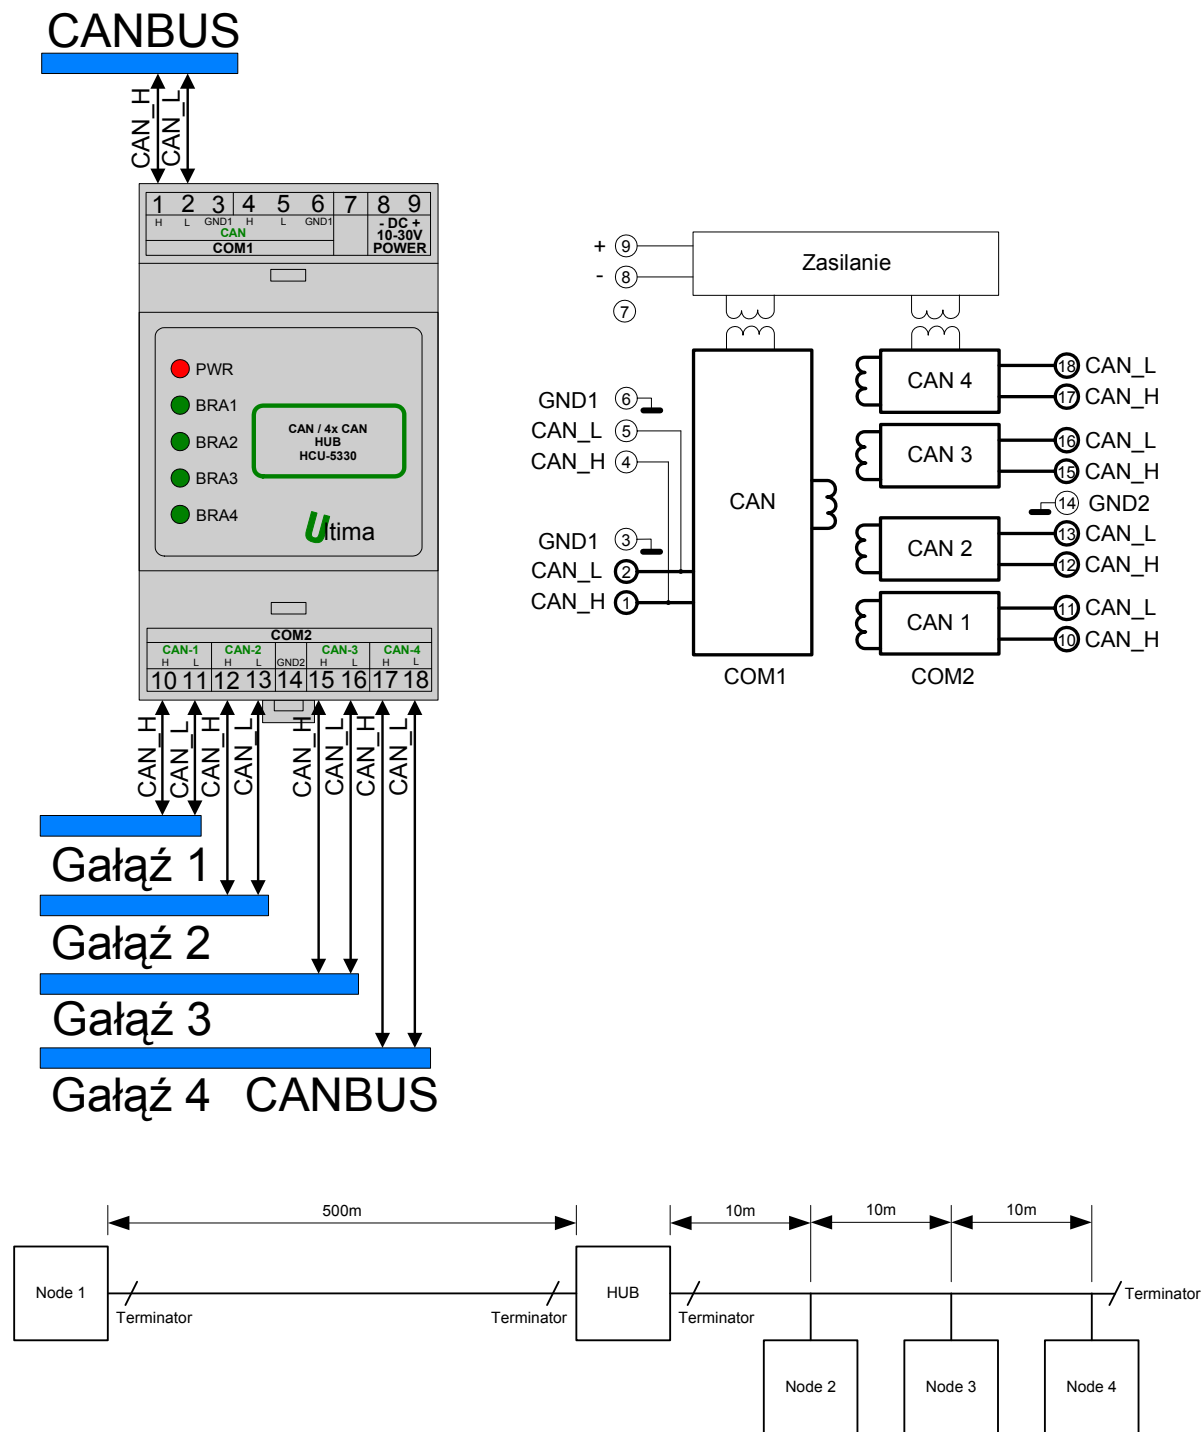 CANBUS
CAN_H
CAN_L
1 2 3 4 5 6 7 8 9
H L GND1 H L GND1
CAN
COM1
- DC +
10-30V
POWER
PWR
BRA1
BRA2
BRA3
BRA4
CAN / 4x CAN
HUB
HCU-5330
Ultima
COM2
CAN-1 CAN-2 CAN-3 CAN-4
H L H L GND2 H L H L
10 11 12 13 14 15 16 17 18
CAN_H
CAN_L
CAN_H
CAN_L
CAN_H
CAN_L
CAN_H
CAN_L
Gałąź 1
Gałąź 2
Gałąź 3
Gałąź 4 CANBUS
+ 9
- 8
7
Zasilanie
GND1 6
CAN_L 5
CAN_H 4
GND1 3
CAN_L 2
CAN_H 1
CAN
COM1
CAN 4
18 CAN_L
17 CAN_H
CAN 3
16 CAN_L
15 CAN_H
14 GND2
CAN 2
13 CAN_L
12 CAN_H
CAN 1
11 CAN_L
10 CAN_H
COM2
500m 10m 10m 10m
Node 1
Terminator
Terminator
HUB
Terminator
Terminator
Node 2
Node 3
Node 4